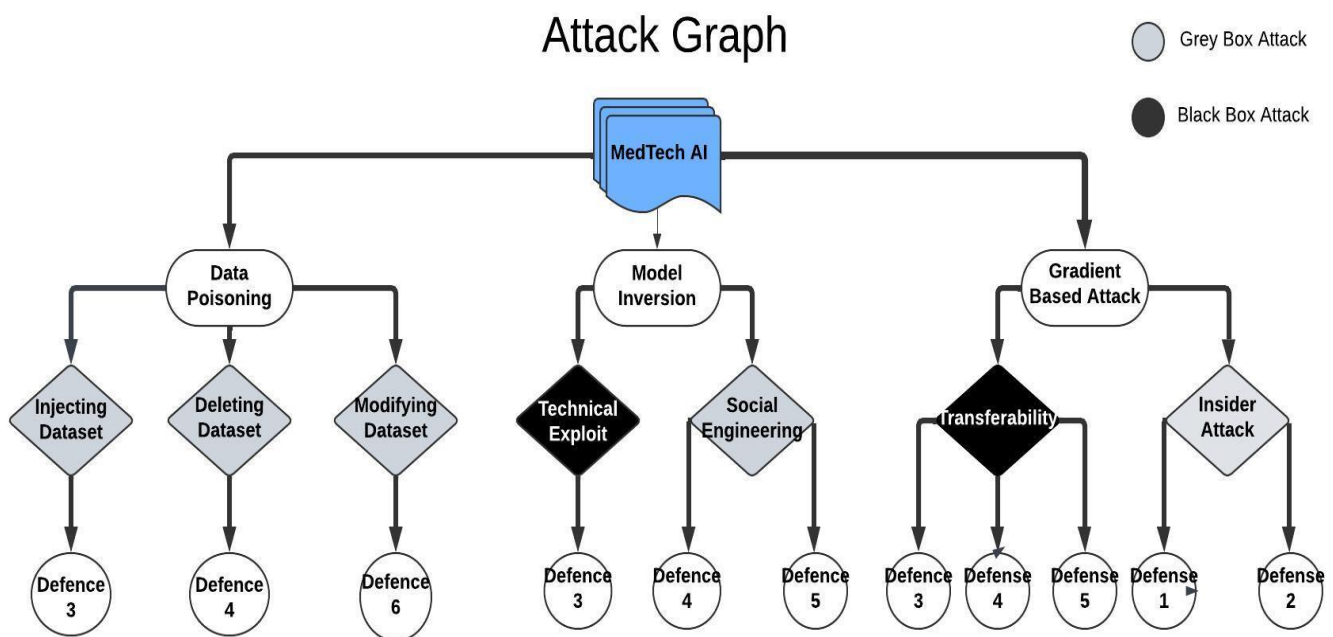 Attack Graph
Grey Box Attack
Black Box Attack
MedTech AI
Data
Poisoning
Model
Inversion
Gradient
Based Attack
Injecting
Dataset
Deleting
Dataset
Modifying
Dataset
Technical
Exploit
Social
Engineering
Transferability
Insider
Attack
Defence
3
Defence
4
Defence
6
Defence
3
Defence
4
Defence
5
Defence
3
Defense
4
Defense
5
Defense
1
Defense
2